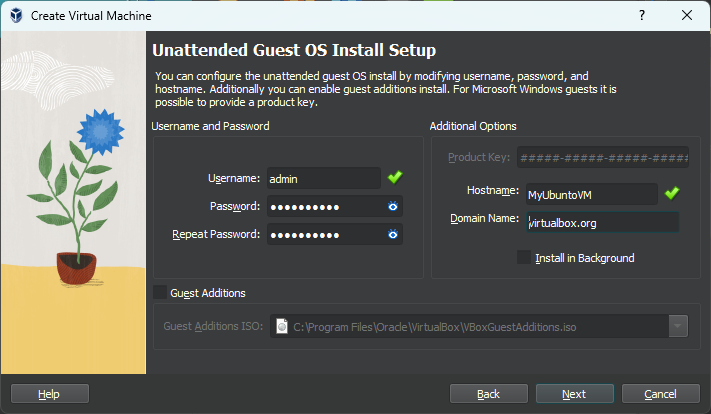 Create Virtual Machine
?
Unattended Guest OS Install Setup
You can configure the unattended guest OS install by modifying username, password, and
hostname. Additionally you can enable guest additions install. For Microsoft Windows guests it is
possible to provide a product key.
Username and Password
Username: admin
Password: ••••••••••
Repeat Password: ••••••••••
Additional Options
Product Key: #####-#####-#####-#####
Hostname: MyUbuntoVM
Domain Name: virtualbox.org
Install in Background
Guest Additions
Guest Additions ISO: C:\Program Files\Oracle\VirtualBox\VBoxGuestAdditions.iso
Help
Back
Next
Cancel